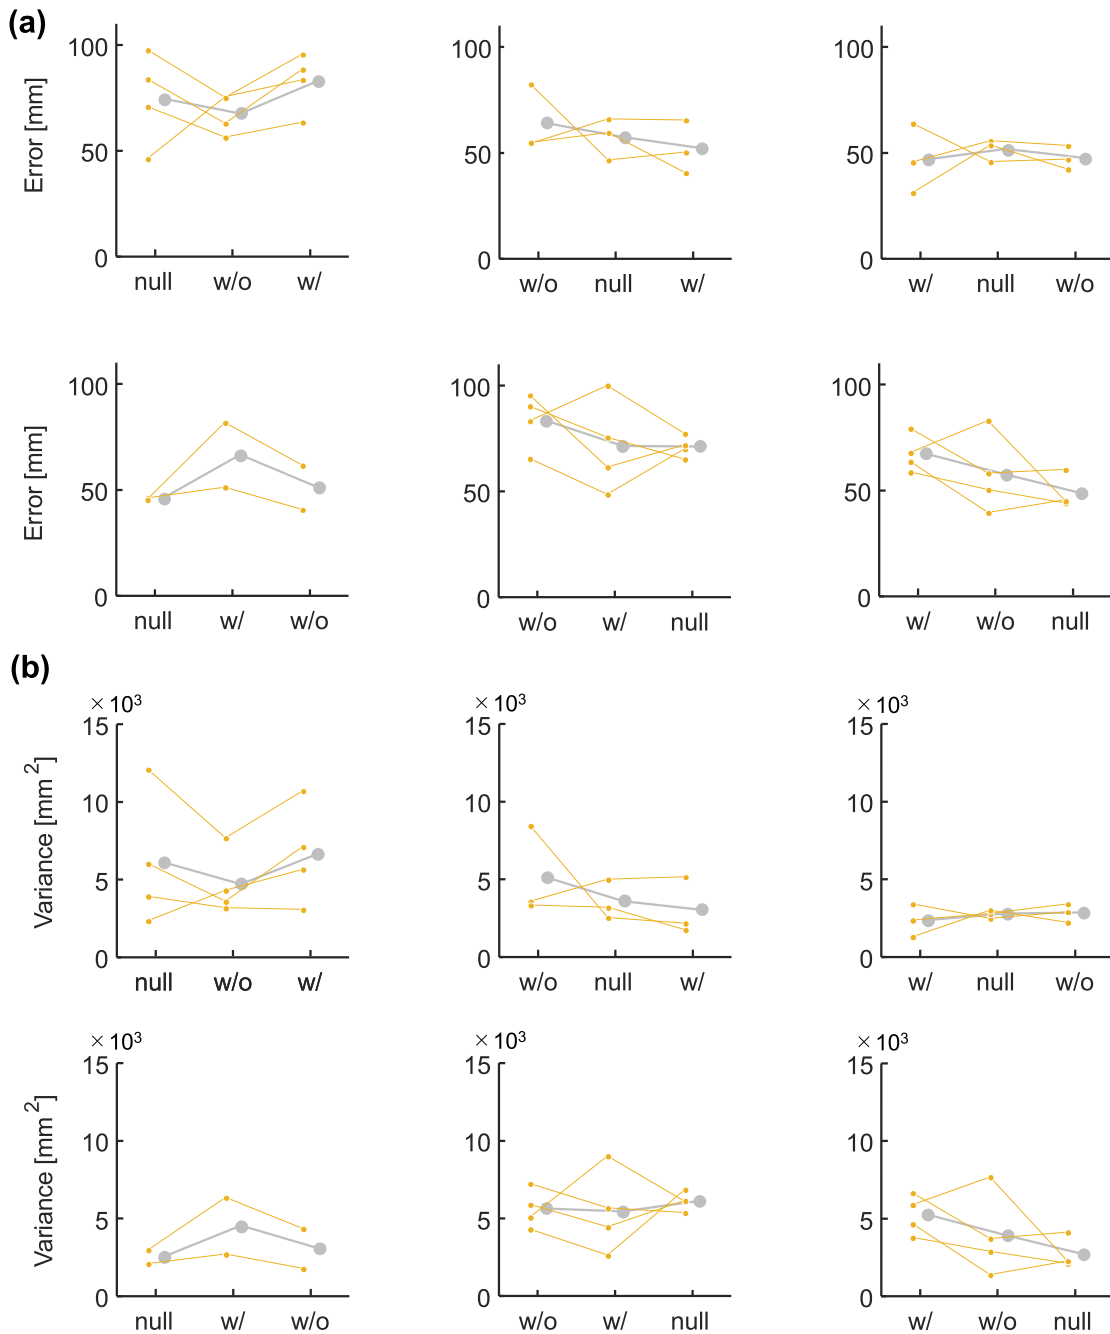 (a)
100 100 100
Error [mm]
50 50 50
0 0 0
null w/o w/ w/o null w/ w/ null w/o
100 100 100
Error [mm]
50 50 50
0 0 0
null w/ w/o w/o w/ null w/ w/o null
(b)
× 10³ × 10³ × 10³
15 15 15
Variance [mm²]
10 10 10
5 5 5
0 0 0
null w/o w/ w/o null w/ w/ null w/o
× 10³ × 10³ × 10³
15 15 15
Variance [mm²]
10 10 10
5 5 5
0 0 0
null w/ w/o w/o w/ null w/ w/o null